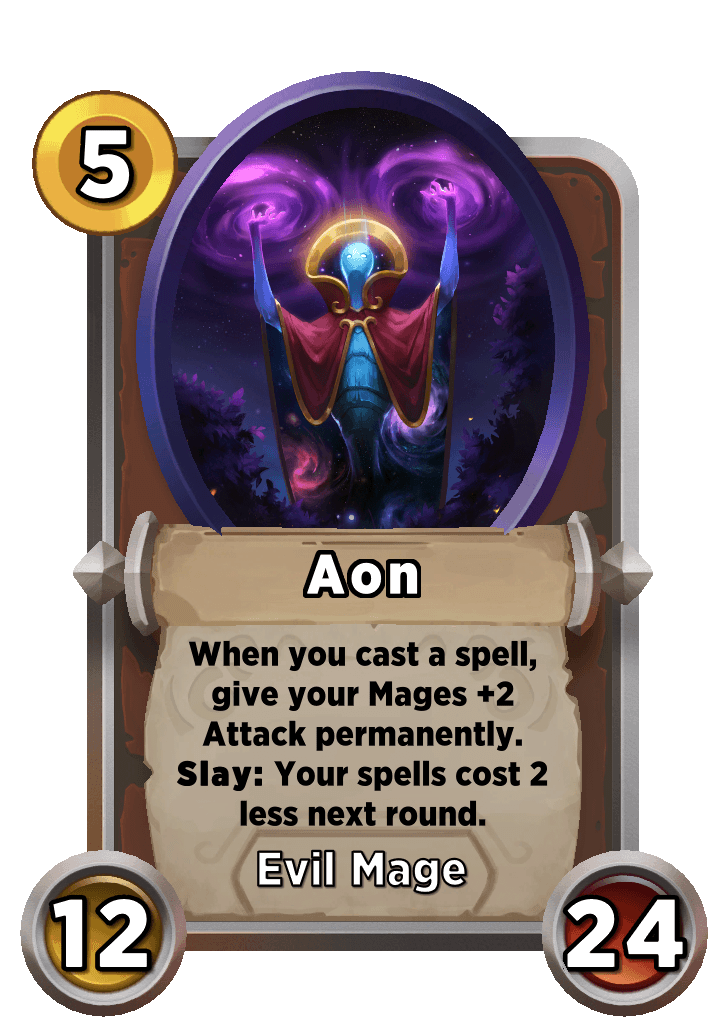 5
Aon
When you cast a spell,
give your Mages +2
Attack permanently.
Slay: Your spells cost 2
less next round.
Evil Mage
12
24